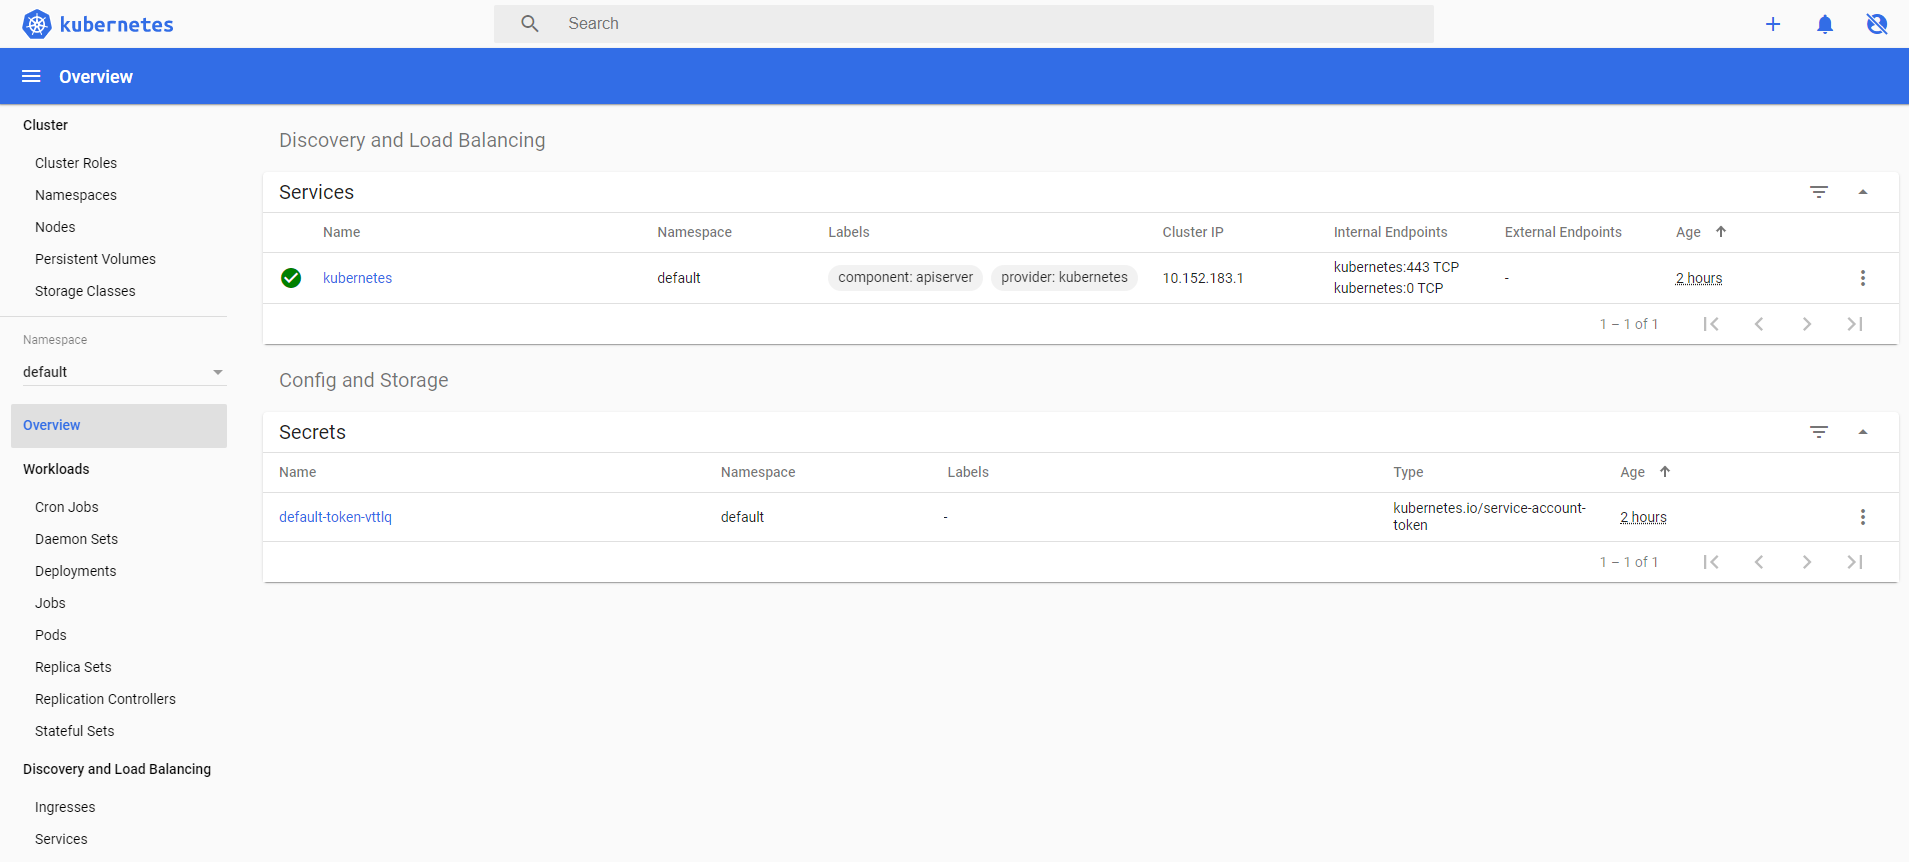 kubernetes
Search
Overview
Cluster
Cluster Roles
Namespaces
Nodes
Persistent Volumes
Storage Classes
Namespace
default
Overview
Workloads
Cron Jobs
Daemon Sets
Deployments
Jobs
Pods
Replica Sets
Replication Controllers
Stateful Sets
Discovery and Load Balancing
Ingresses
Services
Discovery and Load Balancing
Services
Name Namespace Labels Cluster IP Internal Endpoints External Endpoints Age
kubernetes default component: apiserver provider: kubernetes 10.152.183.1 kubernetes:443 TCP - 2 hours
kubernetes:0 TCP
1 – 1 of 1
Config and Storage
Secrets
Name Namespace Labels Type Age
default-token-vttlq default - kubernetes.io/service-account- 2 hours
token
1 – 1 of 1